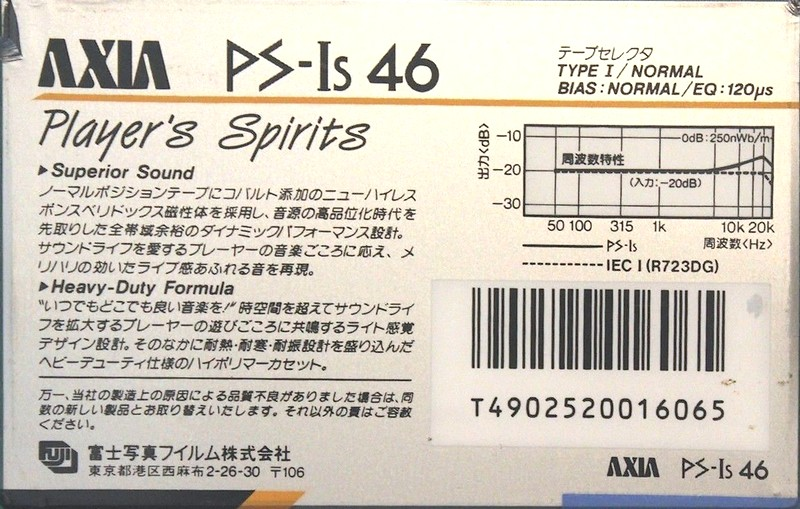 AXIA PS-Is 46
テープセレクタ
TYPE I/NORMAL
BIAS:NORMAL/EQ:120μs
Player's Spirits
▶Superior Sound
ノーマルポジションテープにコバルト添加のニューハイレス
ポンスベリドックス磁性体を採用し、音源の高品位化時代を
先取りした全帯域余裕のダイナミックパフォーマンス設計。
サウンドライフを愛するプレーヤーの音楽ごころに応え、メ
リハリの効いたライブ感あふれる音を再現。
▶Heavy-Duty Formula
"いつでもどこでも良い音楽を!"時空間を超えてサウンドライ
フを拡大するプレーヤーの遊びごころに共鳴するライト感覚
デザイン設計。そのなかに耐熱・耐寒・耐振設計を盛り込んだ
ヘビーデューティ仕様のハイポリマーカセット。
万一、当社の製造上の原因による品質不良がありました場合は、同
数の新しい製品とお取り替えいたします。それ以外の責はご容赦
ください。
FUJI 富士写真フイルム株式会社
東京都港区西麻布2-26-30 〒106
出力<dB>
-10
-20
-30
0dB:250nWb/m
周波数特性
(入力:-20dB)
50 100 315 1k 10k 20k
周波数<Hz>
PS-Is
IEC I (R723DG)
T4902520016065
AXIA PS-Is 46